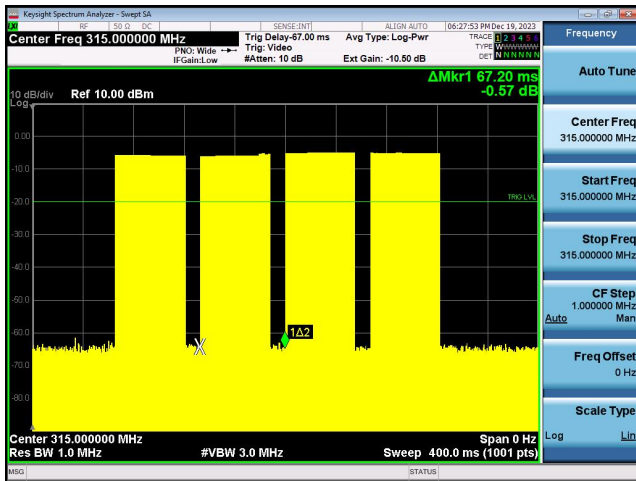 Keysight Spectrum Analyzer - Swept SA
RF 50 Ω DC SENSE:INT ALIGN AUTO 06:27:53 PM Dec 19, 2023
Center Freq 315.000000 MHz
PNO: Wide
IFGain:Low
Trig Delay-67.00 ms
Trig: Video
#Atten: 10 dB
Avg Type: Log-Pwr
Ext Gain: -10.50 dB
TRACE 1 2 3 4 5 6
TYPE WWWWWW
DET N N N N N N
ΔMkr1 67.20 ms
-0.57 dB
10 dB/div
Log
Ref 10.00 dBm
0.00
-10.0
-20.0
TRIG LVL
-30.0
-40.0
-50.0
-60.0
1Δ2
-70.0
-80.0
Center 315.000000 MHz
Span 0 Hz
Res BW 1.0 MHz
#VBW 3.0 MHz
Sweep 400.0 ms (1001 pts)
MSG
STATUS
Frequency
Auto Tune
Center Freq
315.000000 MHz
Start Freq
315.000000 MHz
Stop Freq
315.000000 MHz
CF Step
1.000000 MHz
Auto Man
Freq Offset
0 Hz
Scale Type
Log Lin